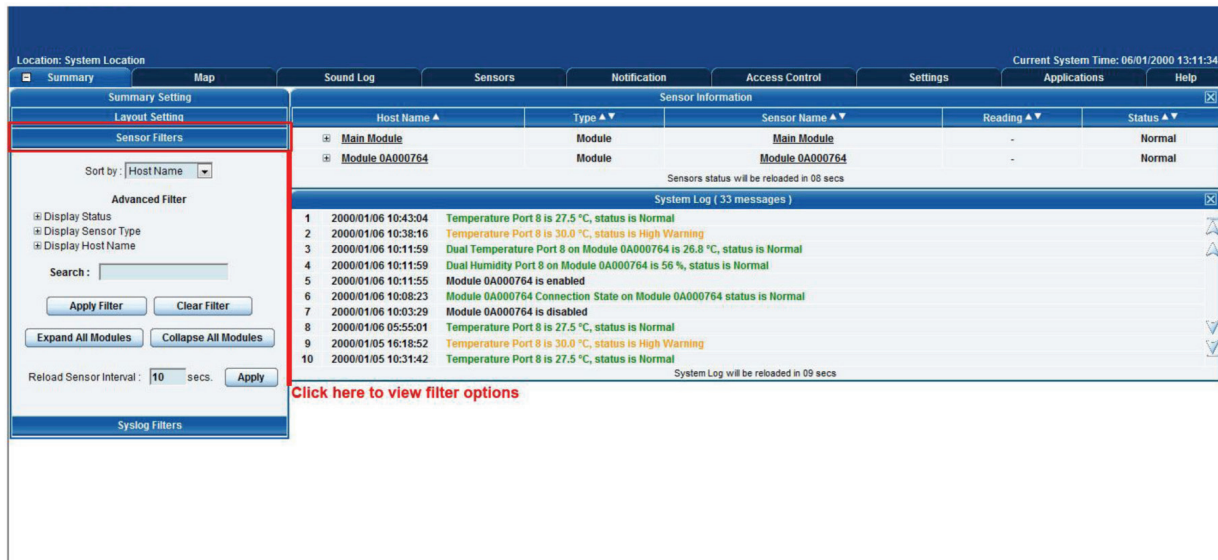 Location: System Location
Current System Time: 06/01/2000 13:11:34
Summary Map Sound Log Sensors Notification Access Control Settings Applications Help
Summary Setting
Layout Setting
Sensor Filters
Sort by : Host Name
Advanced Filter
Display Status
Display Sensor Type
Display Host Name
Search :
Apply Filter Clear Filter
Expand All Modules Collapse All Modules
Reload Sensor Interval : 10 secs. Apply
Syslog Filters
Sensor Information
Host Name ▲ Type ▲▼ Sensor Name ▲▼ Reading ▲▼ Status ▲▼
Main Module Module Main Module - Normal
Module 0A000764 Module Module 0A000764 - Normal
Sensors status will be reloaded in 08 secs
System Log ( 33 messages )
1 2000/01/06 10:43:04 Temperature Port 8 is 27.5 °C, status is Normal
2 2000/01/06 10:38:16 Temperature Port 8 is 30.0 °C, status is High Warning
3 2000/01/06 10:11:59 Dual Temperature Port 8 on Module 0A000764 is 26.8 °C, status is Normal
4 2000/01/06 10:11:59 Dual Humidity Port 8 on Module 0A000764 is 56 %, status is Normal
5 2000/01/06 10:11:55 Module 0A000764 is enabled
6 2000/01/06 10:08:23 Module 0A000764 Connection State on Module 0A000764 status is Normal
7 2000/01/06 10:03:29 Module 0A000764 is disabled
8 2000/01/06 05:55:01 Temperature Port 8 is 27.5 °C, status is Normal
9 2000/01/05 16:18:52 Temperature Port 8 is 30.0 °C, status is High Warning
10 2000/01/05 10:31:42 Temperature Port 8 is 27.5 °C, status is Normal
System Log will be reloaded in 09 secs
Click here to view filter options